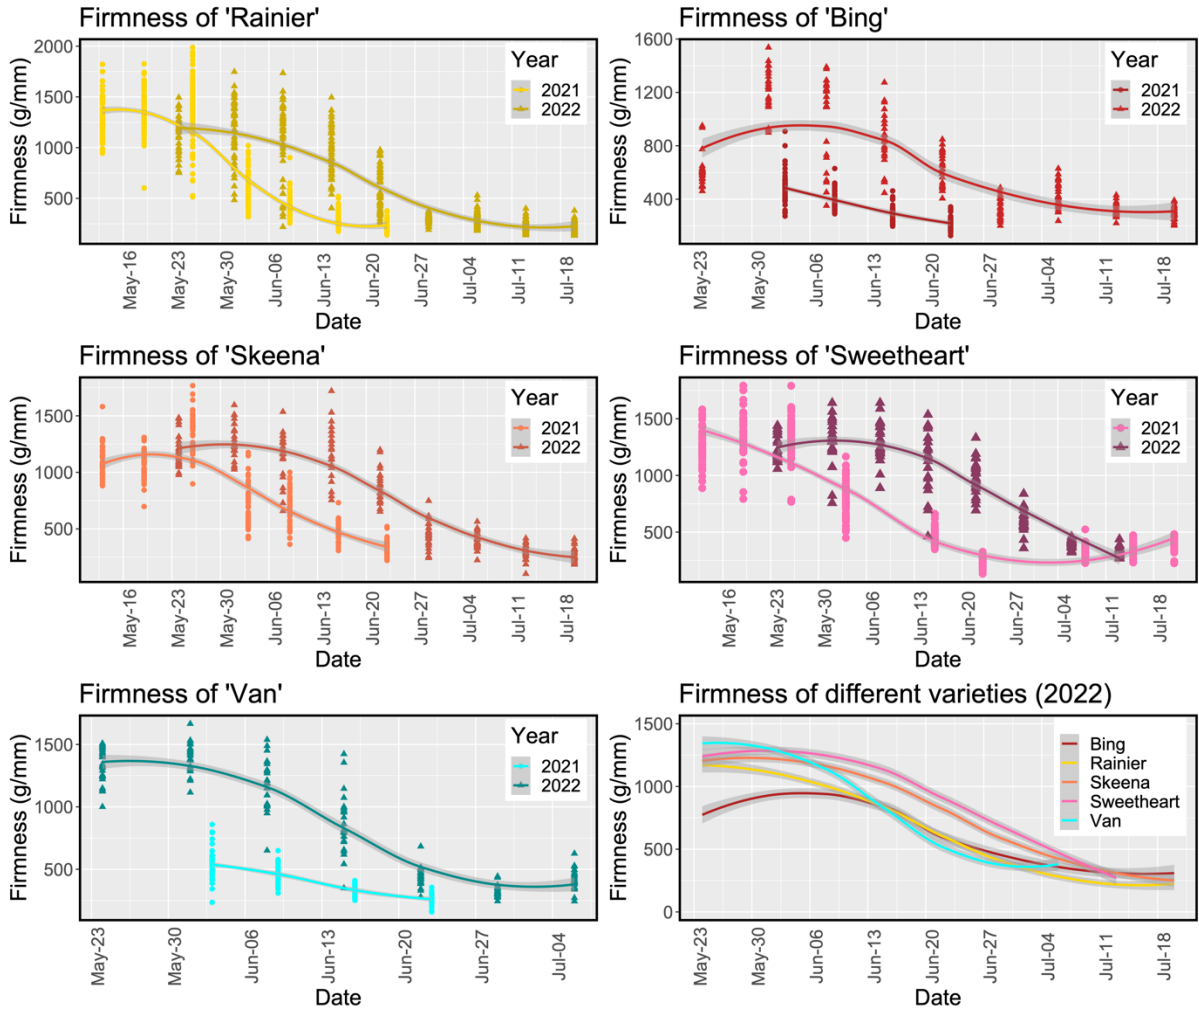 Firmness of 'Rainier'
Firmness (g/mm)
2000
1500
1000
500
Year
2021
2022
May-16
May-23
May-30
Jun-06
Jun-13
Jun-20
Jun-27
Jul-04
Jul-11
Jul-18
Date
Firmness of 'Bing'
Firmness (g/mm)
1600
1200
800
400
Year
2021
2022
May-23
May-30
Jun-06
Jun-13
Jun-20
Jun-27
Jul-04
Jul-11
Jul-18
Date
Firmness of 'Skeena'
Firmness (g/mm)
1500
1000
500
Year
2021
2022
May-16
May-23
May-30
Jun-06
Jun-13
Jun-20
Jun-27
Jul-04
Jul-11
Jul-18
Date
Firmness of 'Sweetheart'
Firmness (g/mm)
1500
1000
500
Year
2021
2022
May-16
May-23
May-30
Jun-06
Jun-13
Jun-20
Jun-27
Jul-04
Jul-11
Jul-18
Date
Firmness of 'Van'
Firmness (g/mm)
1500
1000
500
Year
2021
2022
May-23
May-30
Jun-06
Jun-13
Jun-20
Jun-27
Jul-04
Date
Firmness of different varieties (2022)
Firmness (g/mm)
1500
1000
500
0
Bing
Rainier
Skeena
Sweetheart
Van
May-23
May-30
Jun-06
Jun-13
Jun-20
Jun-27
Jul-04
Jul-11
Jul-18
Date